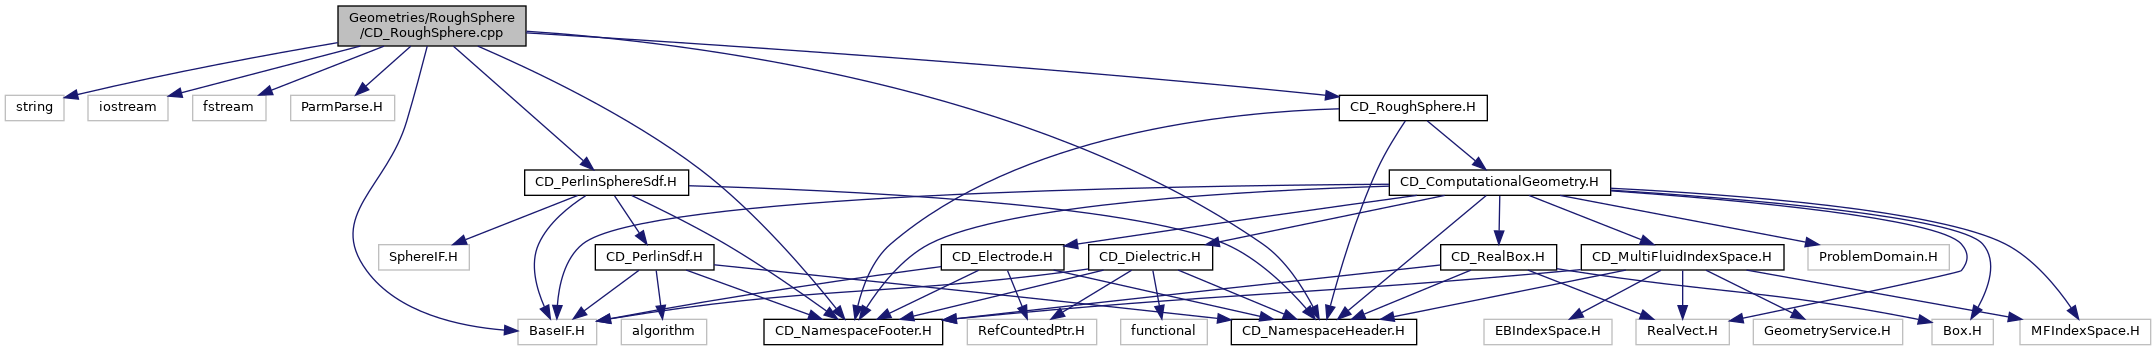 Geometries/RoughSphere
/CD_RoughSphere.cpp
string
iostream
fstream
ParmParse.H
CD_RoughSphere.H
CD_PerlinSphereSdf.H
CD_ComputationalGeometry.H
SphereIF.H
CD_PerlinSdf.H
CD_Electrode.H
CD_Dielectric.H
CD_RealBox.H
CD_MultiFluidIndexSpace.H
ProblemDomain.H
BaseIF.H
algorithm
CD_NamespaceFooter.H
RefCountedPtr.H
functional
CD_NamespaceHeader.H
EBIndexSpace.H
RealVect.H
GeometryService.H
Box.H
MFIndexSpace.H